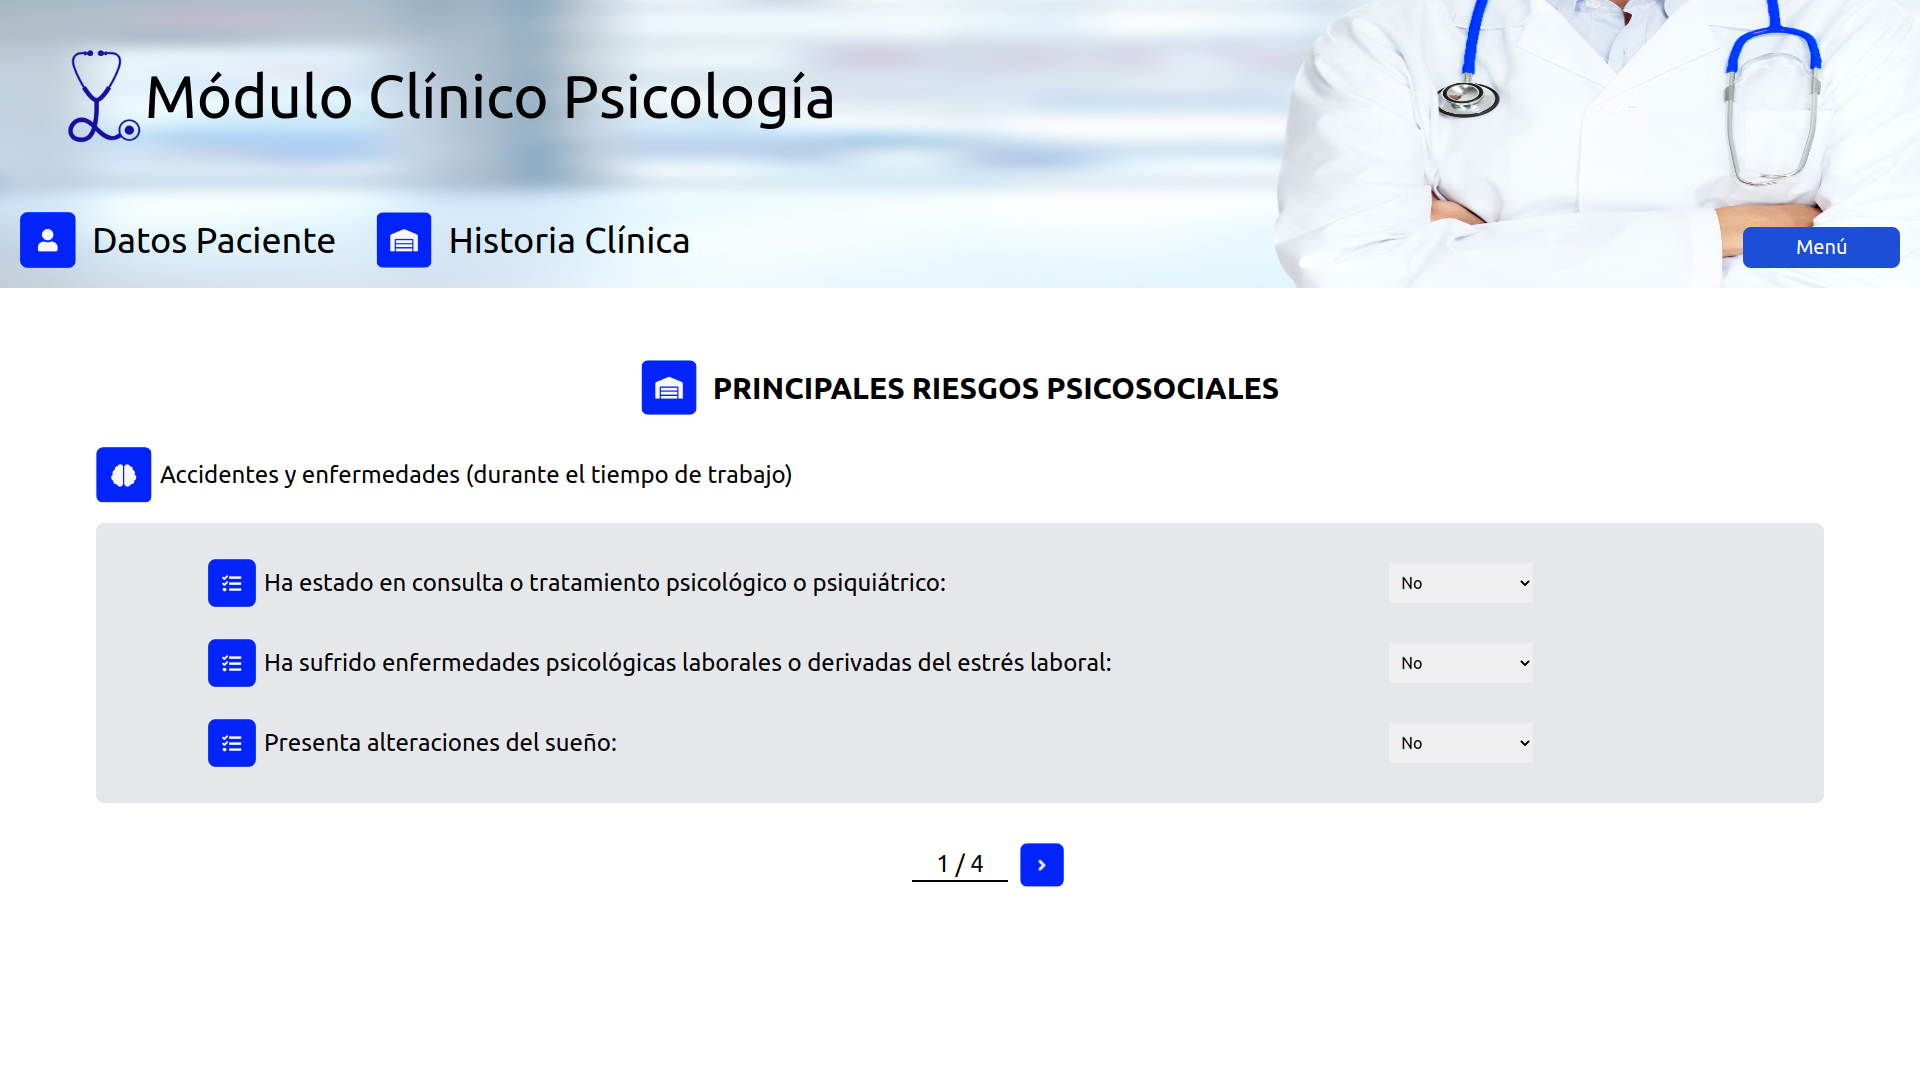 Módulo Clínico Psicología
Datos Paciente
Historia Clínica
Menú
PRINCIPALES RIESGOS PSICOSOCIALES
Accidentes y enfermedades (durante el tiempo de trabajo)
Ha estado en consulta o tratamiento psicológico o psiquiátrico:
No
Ha sufrido enfermedades psicológicas laborales o derivadas del estrés laboral:
No
Presenta alteraciones del sueño:
No
1 / 4